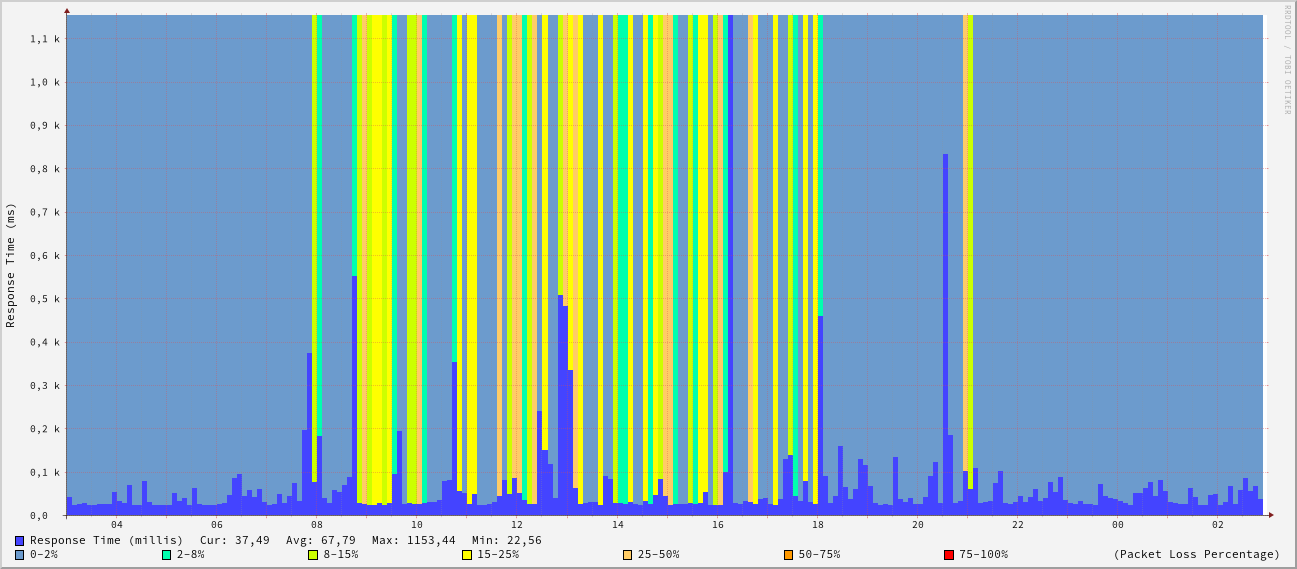 RRDTOOL / TOBI OETIKER
Response Time (ms)
1,1 k
1,0 k
0,9 k
0,8 k
0,7 k
0,6 k
0,5 k
0,4 k
0,3 k
0,2 k
0,1 k
0,0
04 06 08 10 12 14 16 18 20 22 00 02
Response Time (millis) Cur: 37,49 Avg: 67,79 Max: 1153,44 Min: 22,56
0-2% 2-8% 8-15% 15-25% 25-50% 50-75% 75-100% (Packet Loss Percentage)